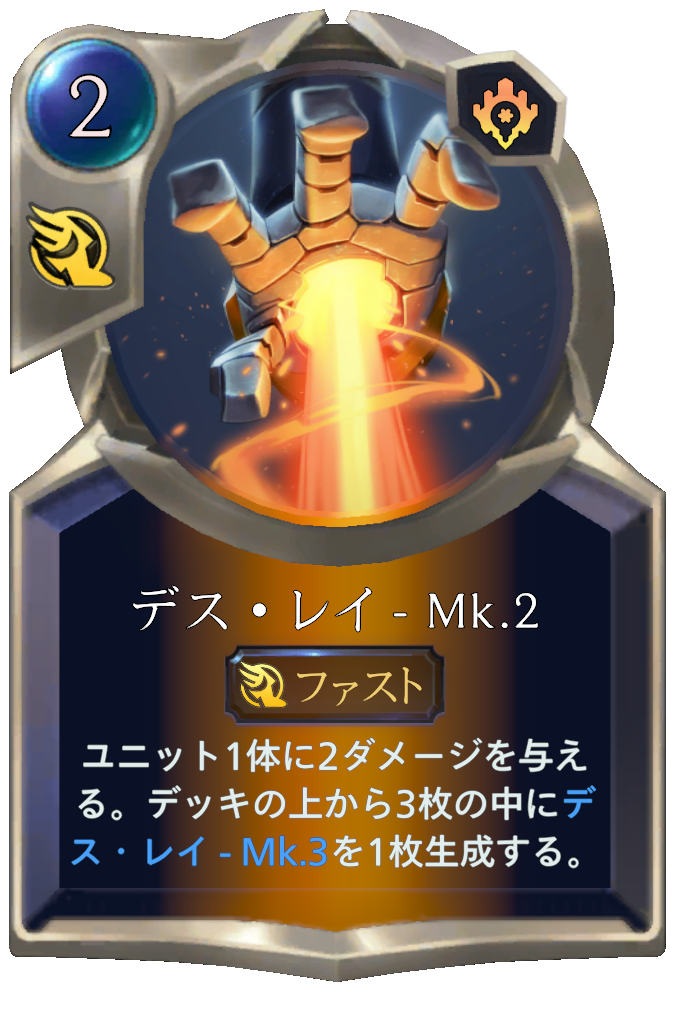 2
デス・レイ - Mk.2
ファスト
ユニット1体に2ダメージを与え
る。デッキの上から3枚の中にデ
ス・レイ - Mk.3を1枚生成する。